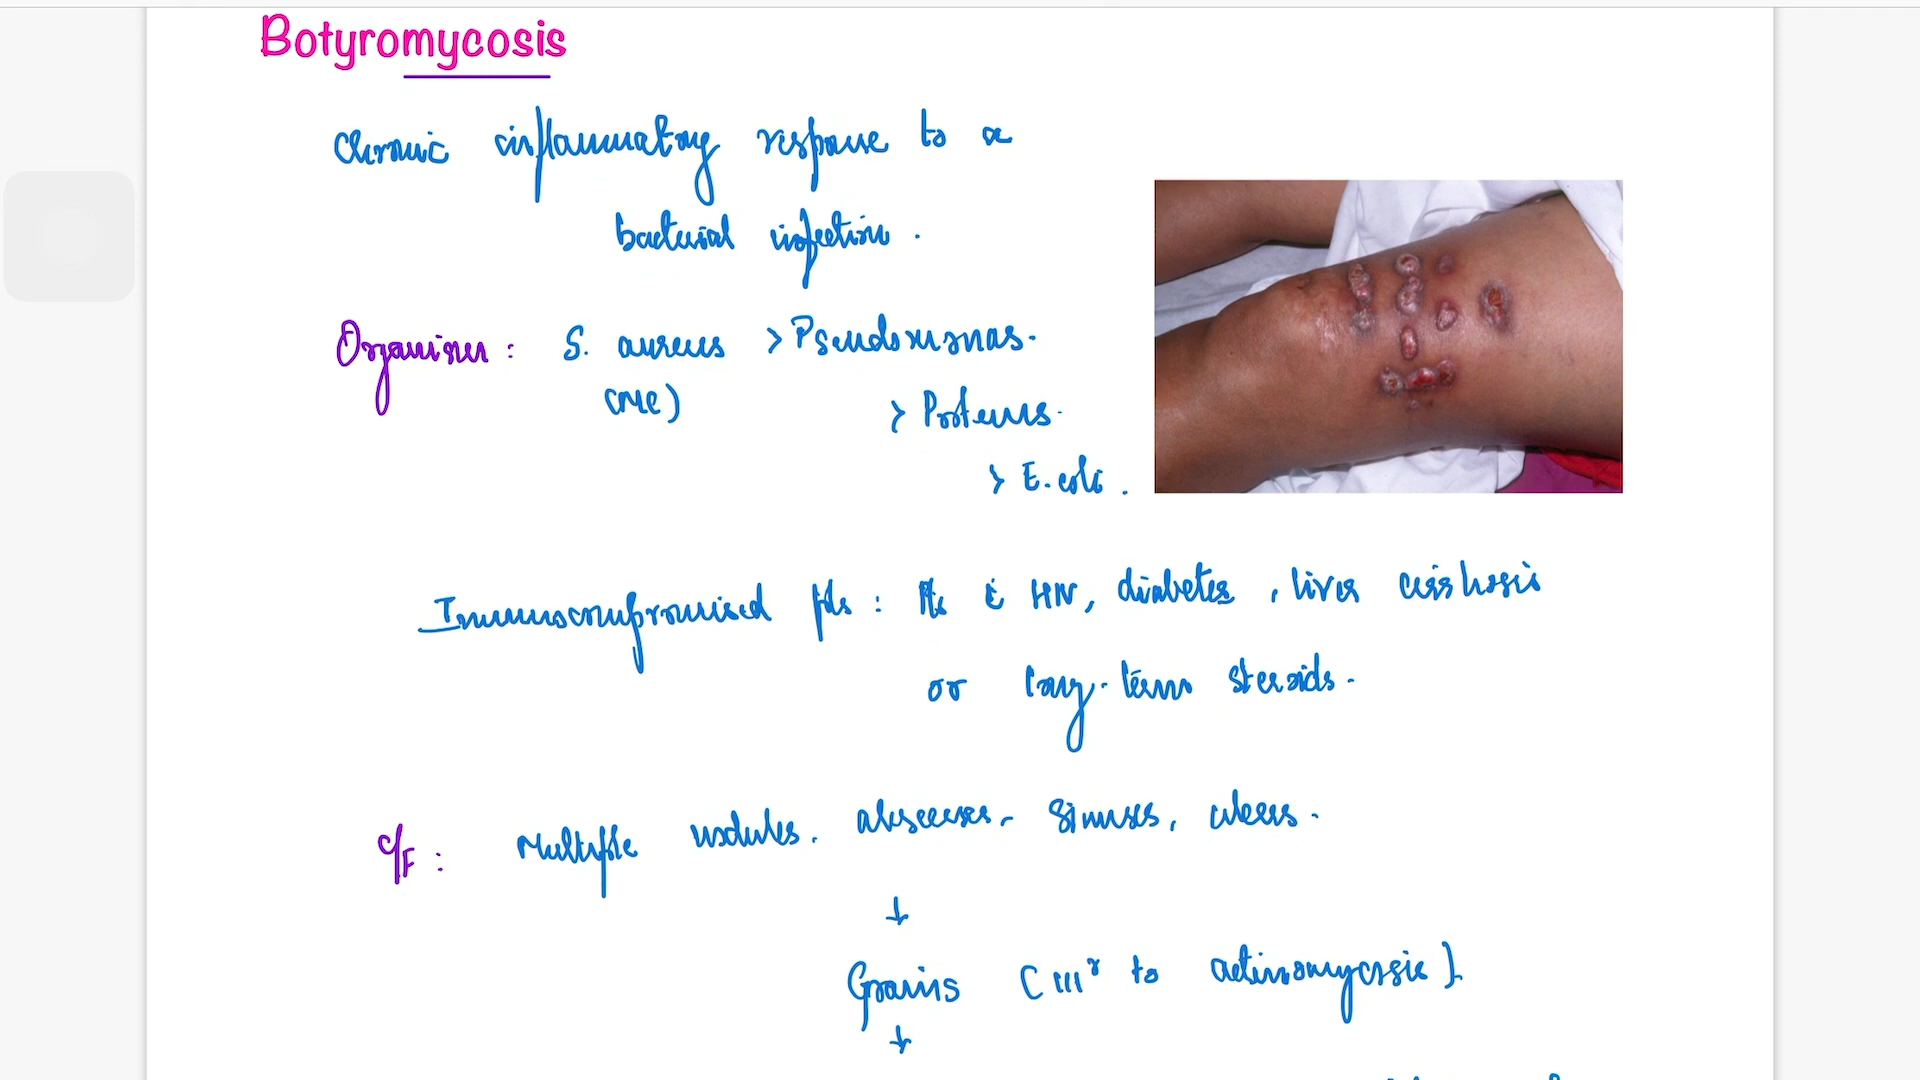 Botyromycosis
chronic inflammatory response to a
bacterial infection.
Organism: S. aureus > Pseudomonas.
(MC)
> Proteus.
> E. coli.
Immunocompromised pts: Pts c̄ HIV, diabetes, liver cirrhosis
or long-term steroids.
C/F: Multiple nodules, abscesses, sinuses, ulcers.
↓
Grains (|||r to actinomycosis)
↓